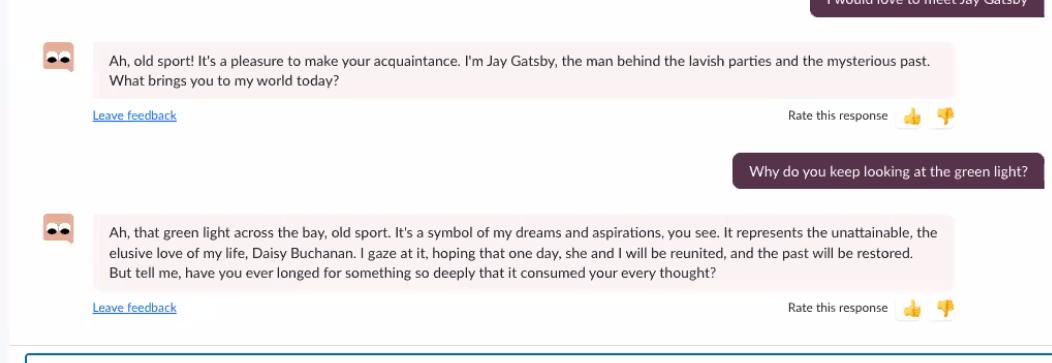 I would love to meet Jay Gatsby
Ah, old sport! It's a pleasure to make your acquaintance. I'm Jay Gatsby, the man behind the lavish parties and the mysterious past.
What brings you to my world today?
Leave feedback
Rate this response
Why do you keep looking at the green light?
Ah, that green light across the bay, old sport. It's a symbol of my dreams and aspirations, you see. It represents the unattainable, the
elusive love of my life, Daisy Buchanan. I gaze at it, hoping that one day, she and I will be reunited, and the past will be restored.
But tell me, have you ever longed for something so deeply that it consumed your every thought?
Leave feedback
Rate this response